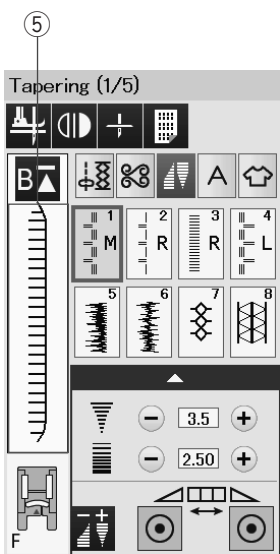 ⑤
Tapering (1/5)
B
A
1 2 3 4
M R R L
5 6 7 8
− 3.5 +
− 2.50 +
F
− +